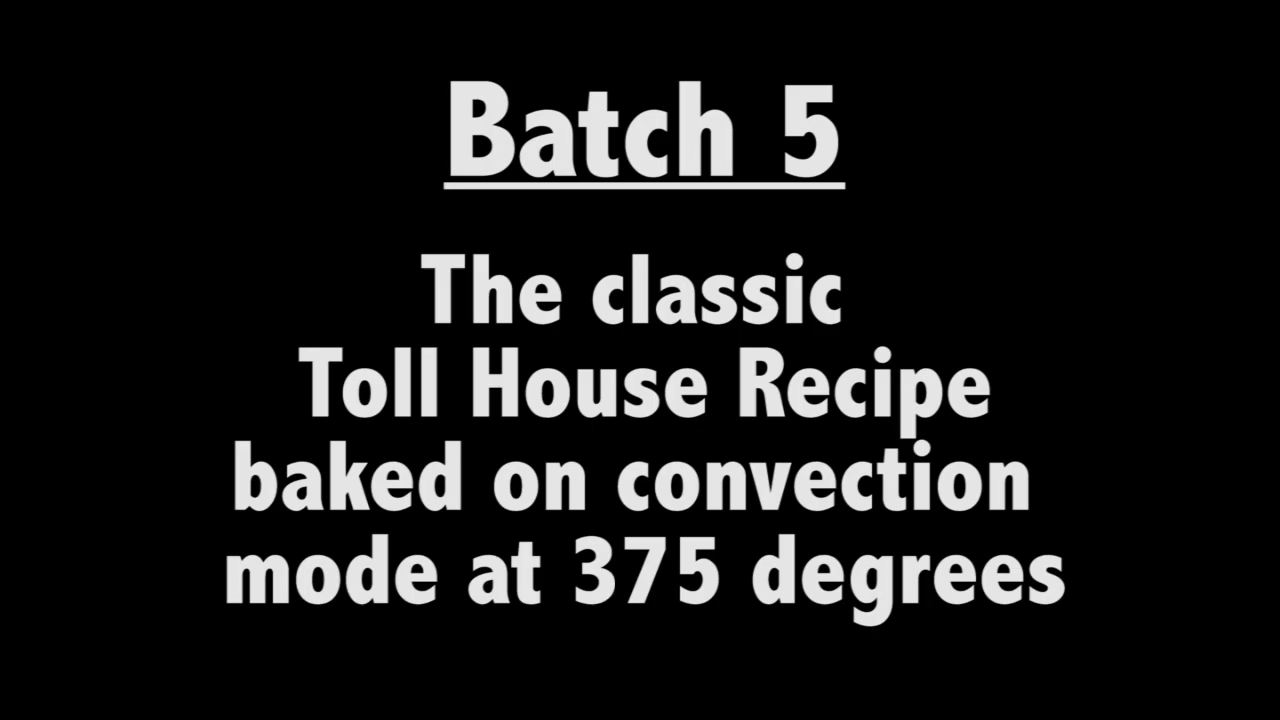 Batch 5
The classic
Toll House Recipe
baked on convection
mode at 375 degrees